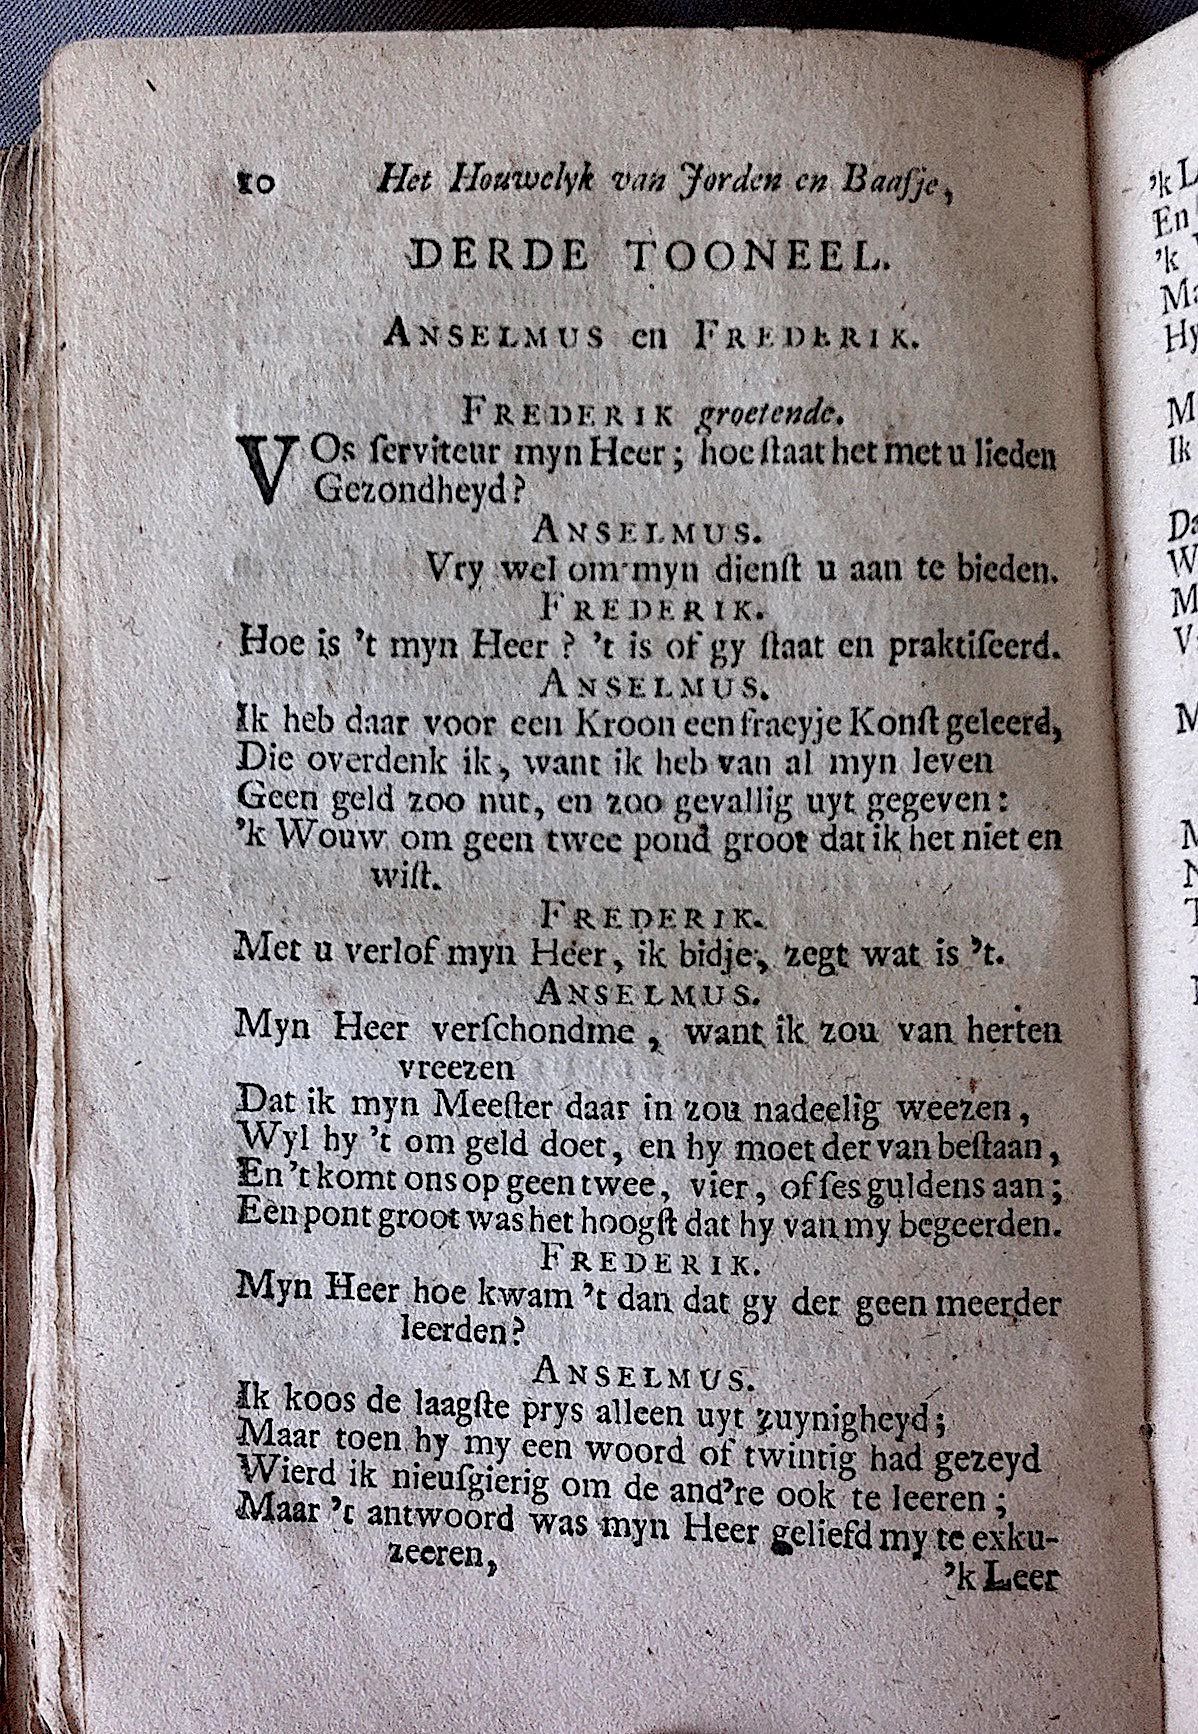 10 Het Houwelyk van Jorden en Baasje,
DERDE TOONEEL.
ANSELMUS en FREDERIK.
FREDERIK groetende.
VOs ſerviteur myn Heer; hoe ſtaat het met u lieden
Gezondheyd?
ANSELMUS.
Vry wel om myn dienſt u aan te bieden.
FREDERIK.
Hoe is 't myn Heer? 't is of gy ſtaat en praktiſeerd.
ANSELMUS.
Ik heb daar voor een Kroon een fraeyje Konſt geleerd,
Die overdenk ik, want ik heb van al myn leven
Geen geld zoo nut, en zoo gevallig uyt gegeven:
'k Wouw om geen twee pond groot dat ik het niet en
wiſt.
FREDERIK.
Met u verlof myn Heer, ik bidje, zegt wat is 't.
ANSELMUS.
Myn Heer verſchondme, want ik zou van herten
vreezen
Dat ik myn Meeſter daar in zou nadeelig weezen,
Wyl hy 't om geld doet, en hy moet der van beſtaan,
En 't komt ons op geen twee, vier, of ſes guldens aan;
Een pont groot was het hoogſt dat hy van my begeerden.
FREDERIK.
Myn Heer hoe kwam 't dan dat gy der geen meerder
leerden?
ANSELMUS.
Ik koos de laagſte prys alleen uyt zuynigheyd;
Maar toen hy my een woord of twintig had gezeyd
Wierd ik nieuſgierig om de and're ook te leeren;
Maar 't antwoord was myn Heer geliefd my te exku-
zeeren,
'k Leer
'k L
En
'k
Ma
Hy
M
Ik
Da
W
M
V
M
M
N
T